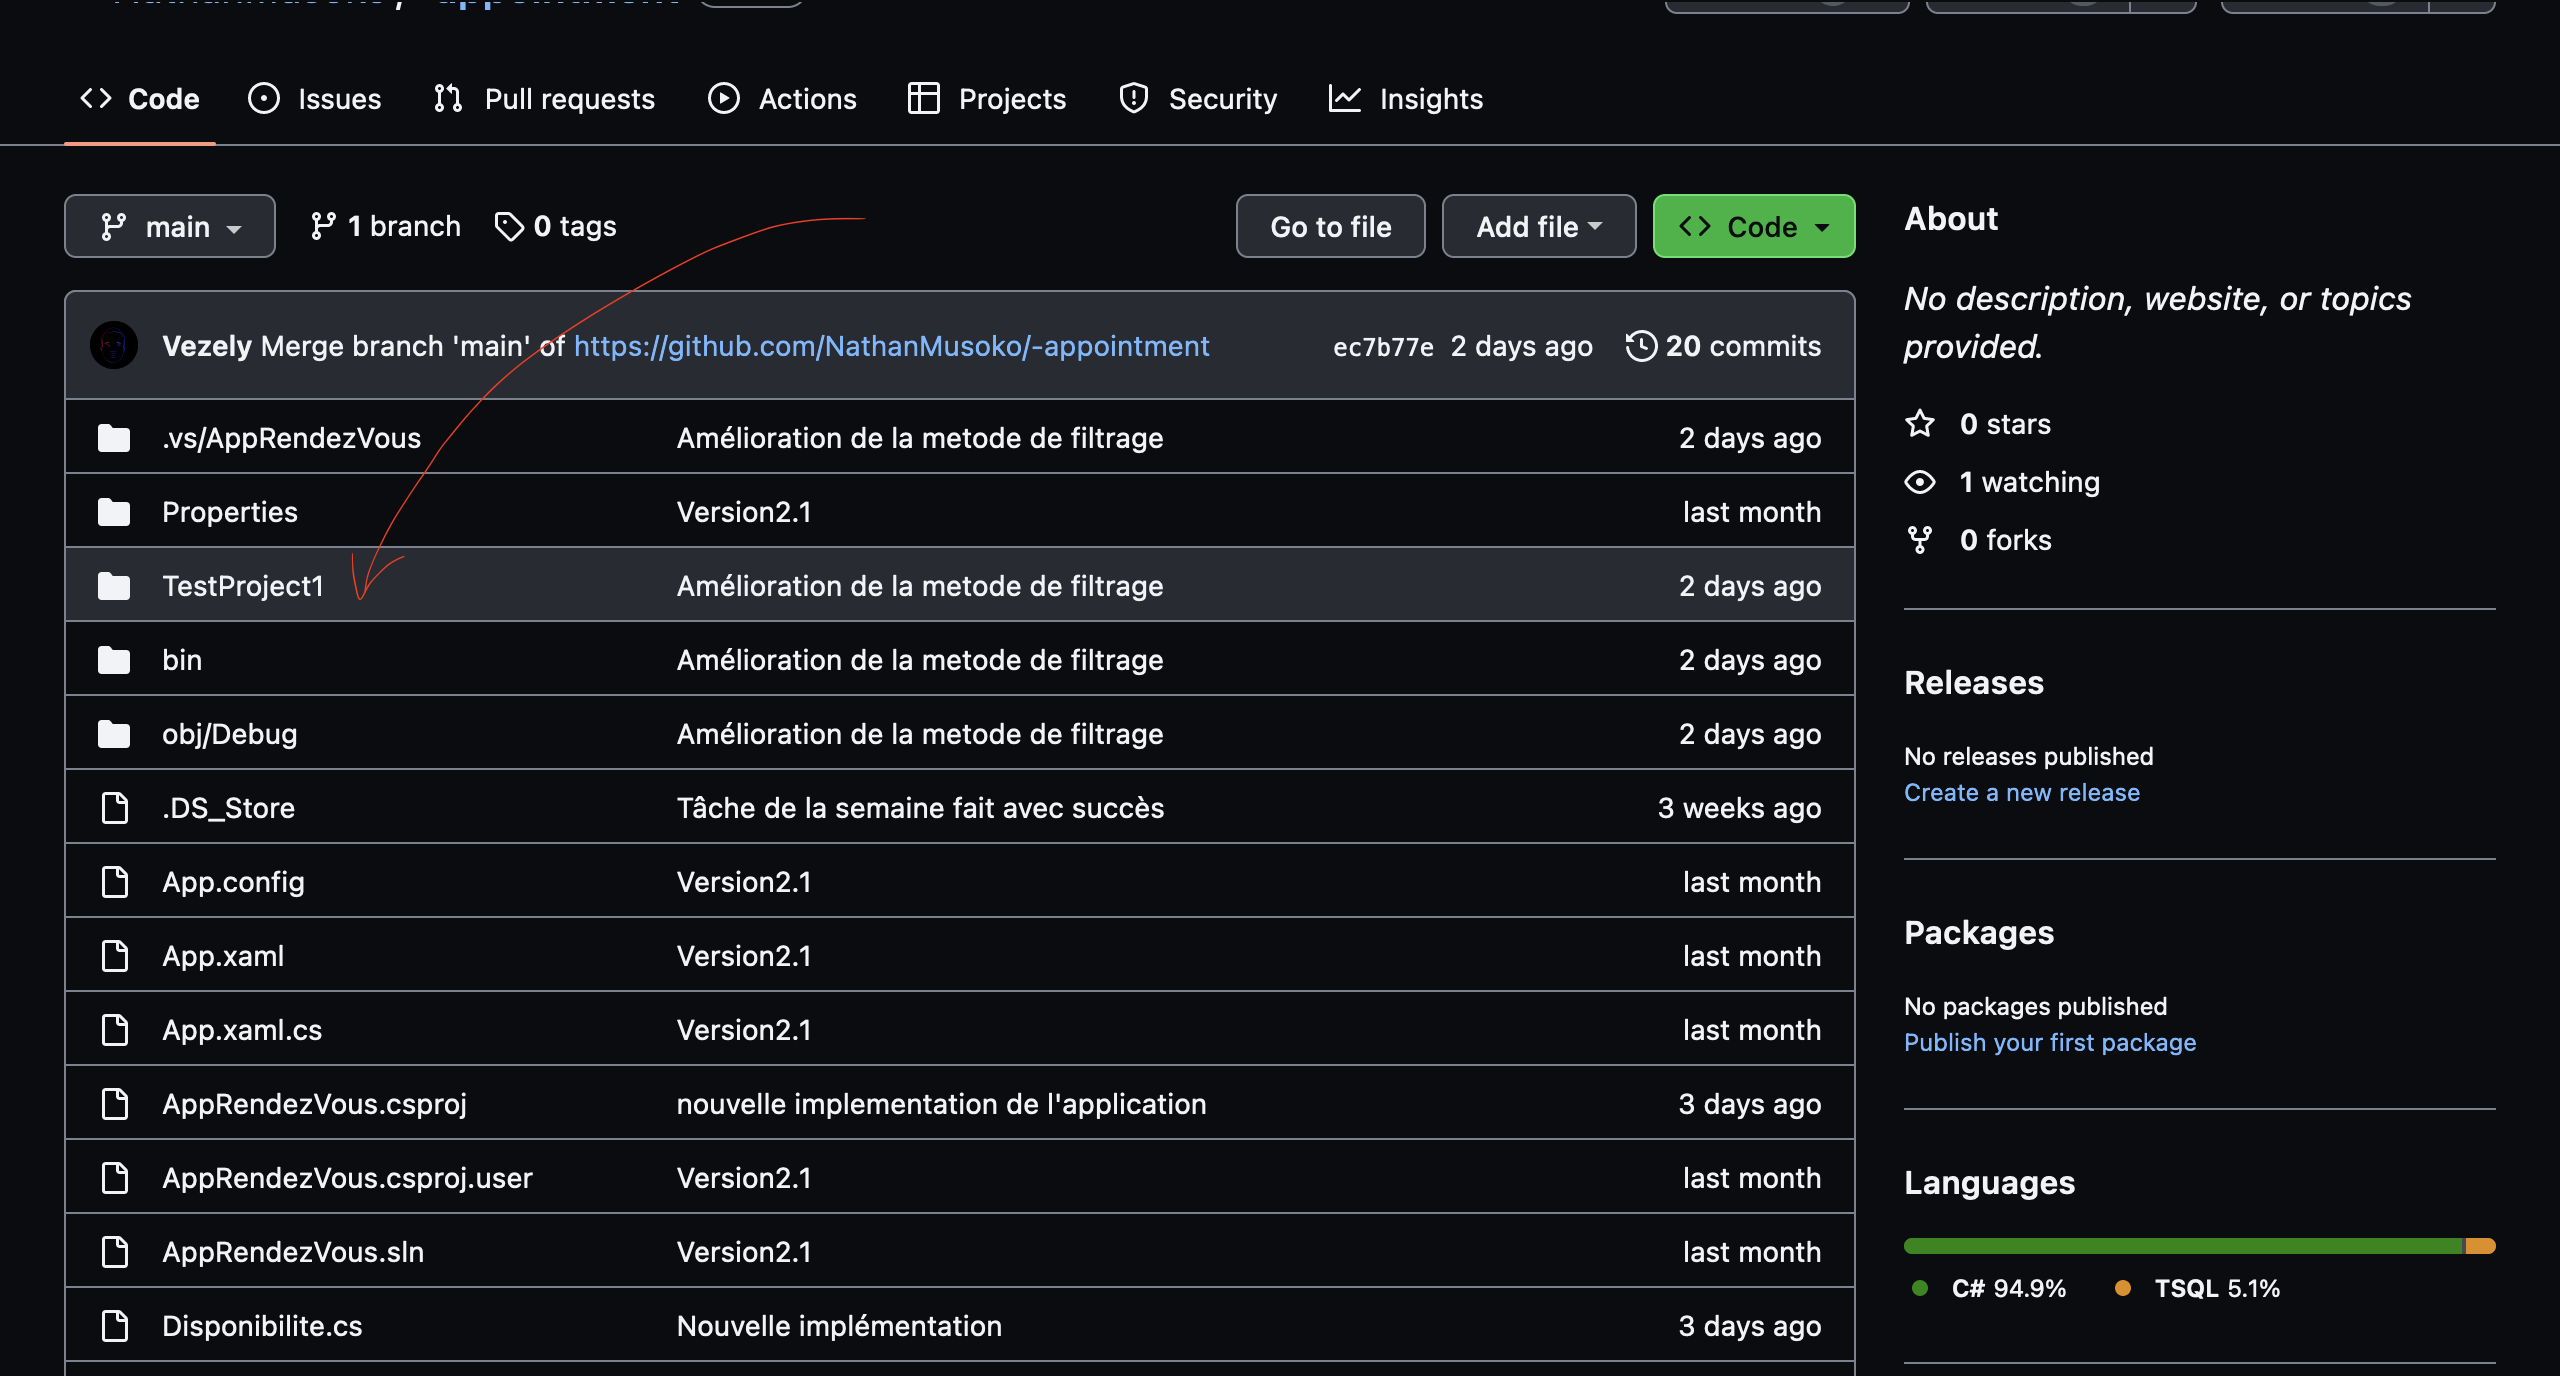 Code Issues Pull requests Actions Projects Security Insights
main 1 branch 0 tags Go to file Add file Code
Vezely Merge branch 'main' of https://github.com/NathanMusoko/-appointment ec7b77e 2 days ago 20 commits
.vs/AppRendezVous Amélioration de la metode de filtrage 2 days ago
Properties Version2.1 last month
TestProject1 Amélioration de la metode de filtrage 2 days ago
bin Amélioration de la metode de filtrage 2 days ago
obj/Debug Amélioration de la metode de filtrage 2 days ago
.DS_Store Tâche de la semaine fait avec succès 3 weeks ago
App.config Version2.1 last month
App.xaml Version2.1 last month
App.xaml.cs Version2.1 last month
AppRendezVous.csproj nouvelle implementation de l'application 3 days ago
AppRendezVous.csproj.user Version2.1 last month
AppRendezVous.sln Version2.1 last month
Disponibilite.cs Nouvelle implémentation 3 days ago
About
No description, website, or topics
provided.
0 stars
1 watching
0 forks
Releases
No releases published
Create a new release
Packages
No packages published
Publish your first package
Languages
C# 94.9% TSQL 5.1%